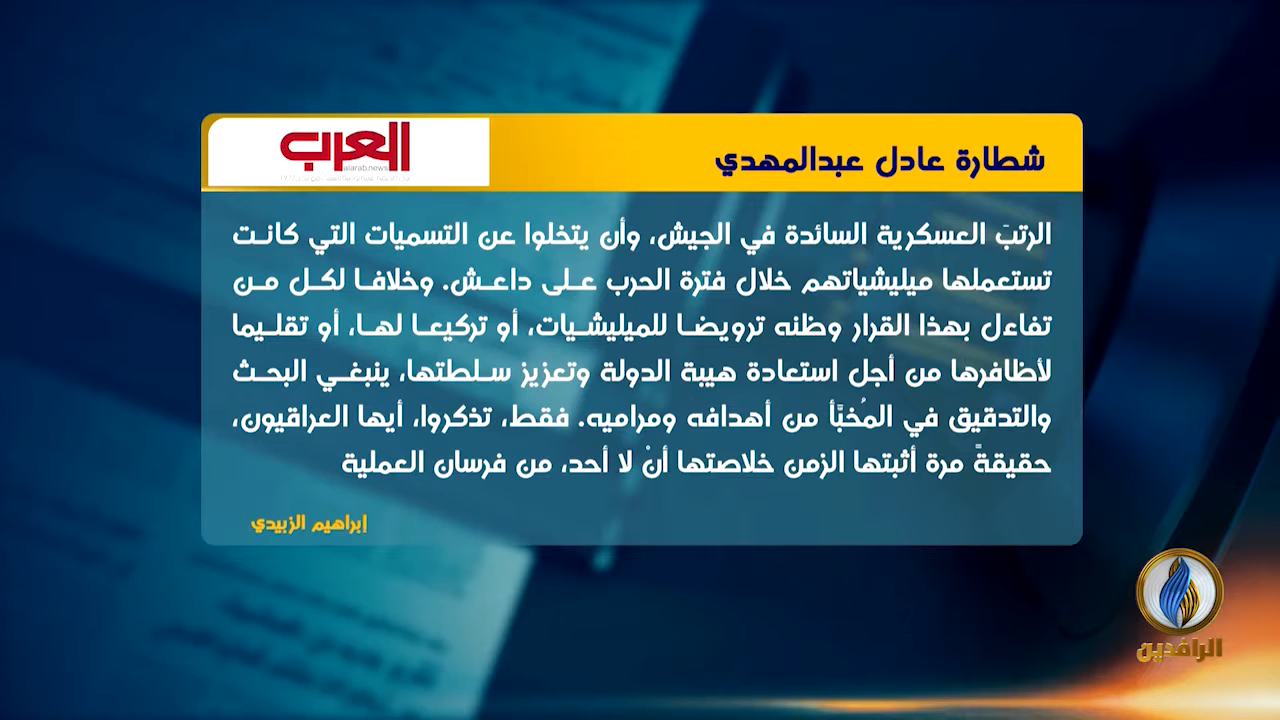 شطارة عادل عبدالمهدي
العرب
alarab.news
الرتبَ العسكرية السائدة في الجيش، وأن يتخلوا عن التسميات التي كانت
تستعملها ميليشياتهم خلال فترة الحرب على داعش. وخلافا لكل من
تفاءل بهذا القرار وظنه ترويضا للميليشيات، أو تركيعا لها، أو تقليما
لأظافرها من أجل استعادة هيبة الدولة وتعزيز سلطتها، ينبغي البحث
والتدقيق في المُخبَّأ من أهدافه ومراميه. فقط، تذكروا، أيها العراقيون،
حقيقةً مرة أثبتها الزمن خلاصتها أنْ لا أحد، من فرسان العملية
إبراهيم الزبيدي
الرافدين